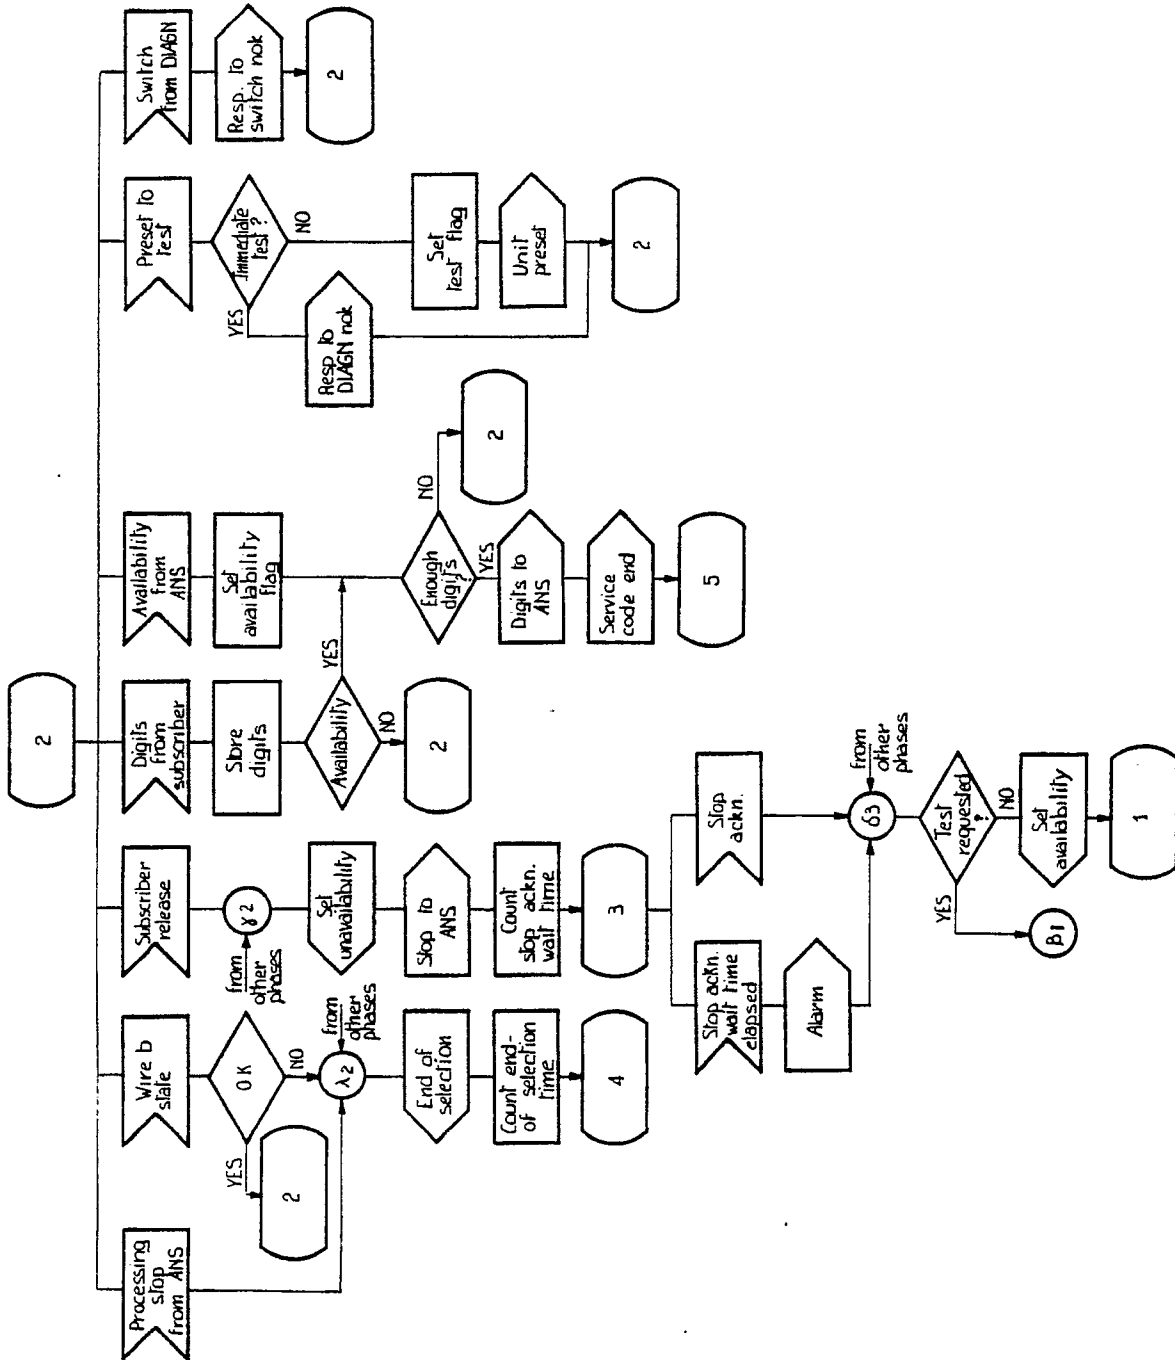 2
Processing
stop
from ANS
Wire b
state
OK
YES
NO
2
λ2
from
other
phases
End of
selection
Count end-
of selection
time
4
Subscriber
release
γ2
from
other
phases
Set
unavailability
Stop to
ANS
Count
stop ackn.
wait time
3
Stop ackn.
wait time
elapsed
Alarm
Stop
ackn.
δ3
from
other
phases
Test
requested
?
YES
NO
β1
Set
availability
1
Digits
from
subscriber
Store
digits
Availability
YES
NO
2
Availability
from
ANS
Set
availability
flag
Enough
digits
?
NO
YES
2
Digits to
ANS
Service
code end
5
Preset to
test
Immediate
test ?
YES
NO
Resp to
DIAGN nok
Set
test flag
Unit
preset
2
Switch
from DIAGN
Resp. to
switch nok
2